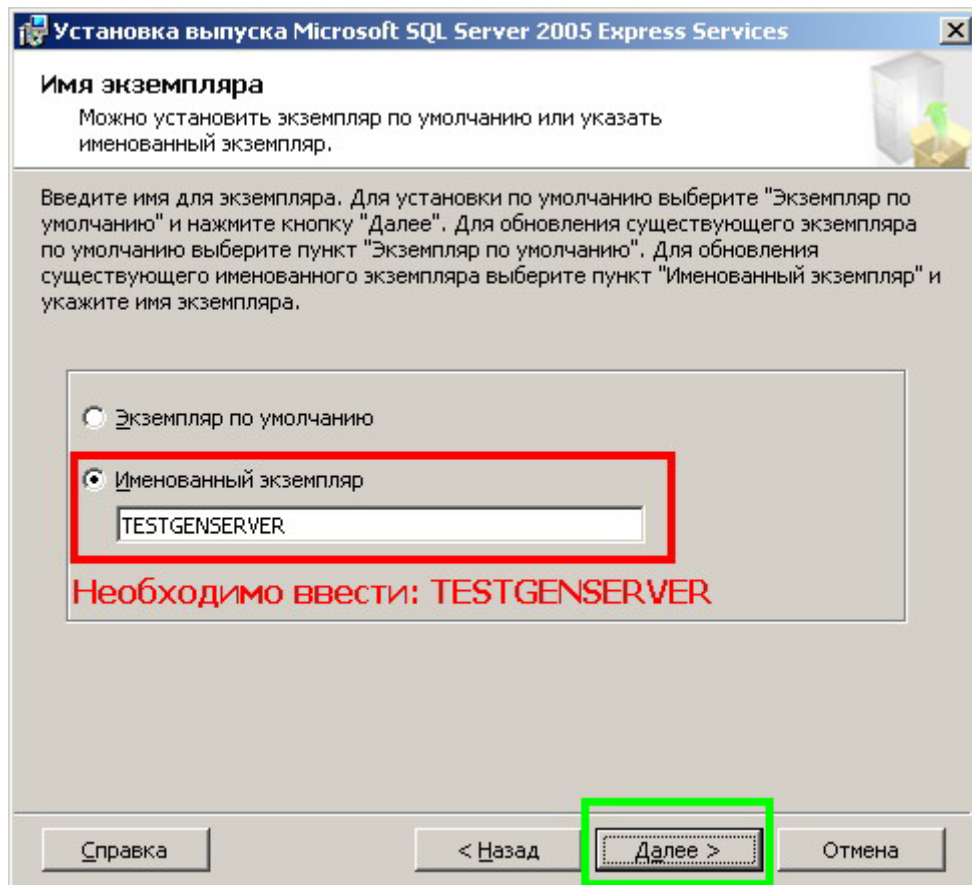 Установка выпуска Microsoft SQL Server 2005 Express Services
Имя экземпляра
Можно установить экземпляр по умолчанию или указать
именованный экземпляр.
Введите имя для экземпляра. Для установки по умолчанию выберите "Экземпляр по
умолчанию" и нажмите кнопку "Далее". Для обновления существующего экземпляра
по умолчанию выберите пункт "Экземпляр по умолчанию". Для обновления
существующего именованного экземпляра выберите пункт "Именованный экземпляр" и
укажите имя экземпляра.
Экземпляр по умолчанию
Именованный экземпляр
TESTGENSERVER
Необходимо ввести: TESTGENSERVER
Справка
< Назад
Далее >
Отмена